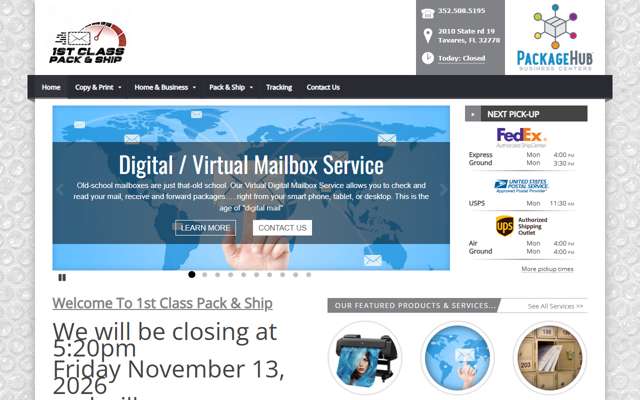 1ST CLASS
PACK & SHIP
352.508.5195
2010 State rd 19
Tavares, FL 32778
Today: Closed
PACKAGEHUB
BUSINESS CENTERS
Home
Copy & Print
Home & Business
Pack & Ship
Tracking
Contact Us
Digital / Virtual Mailbox Service
Old-school mailboxes are just that-old school. Our Virtual Digital Mailbox Service allows you to check and
read your mail, receive and forward packages.....right from your smart phone, tablet, or desktop. This is the
age of "digital mail"
LEARN MORE
CONTACT US
NEXT PICK-UP
FedEx
Authorized ShipCenter
Express Mon 4:00 PM
Ground Mon 3:30 PM
UNITED STATES
POSTAL SERVICE
Approved Postal Provider
USPS Mon 11:30 AM
ups
Authorized
Shipping
Outlet
Air Mon 4:00 PM
Ground Mon 4:00 PM
More pickup times
Welcome To 1st Class Pack & Ship
We will be closing at
5:20pm
Friday November 13,
2026
OUR FEATURED PRODUCTS & SERVICES...
See All Services >>